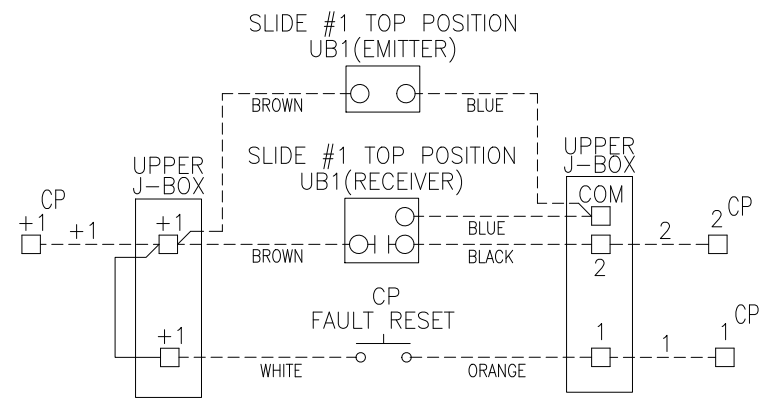 SLIDE #1 TOP POSITION
UB1(EMITTER)
BROWN
BLUE
UPPER
J-BOX
SLIDE #1 TOP POSITION
UB1(RECEIVER)
UPPER
J-BOX
CP
+1
+1
+1
COM
BLUE
BROWN
BLACK
2
2
2
CP
CP
FAULT RESET
+1
WHITE
ORANGE
1
1
1
CP